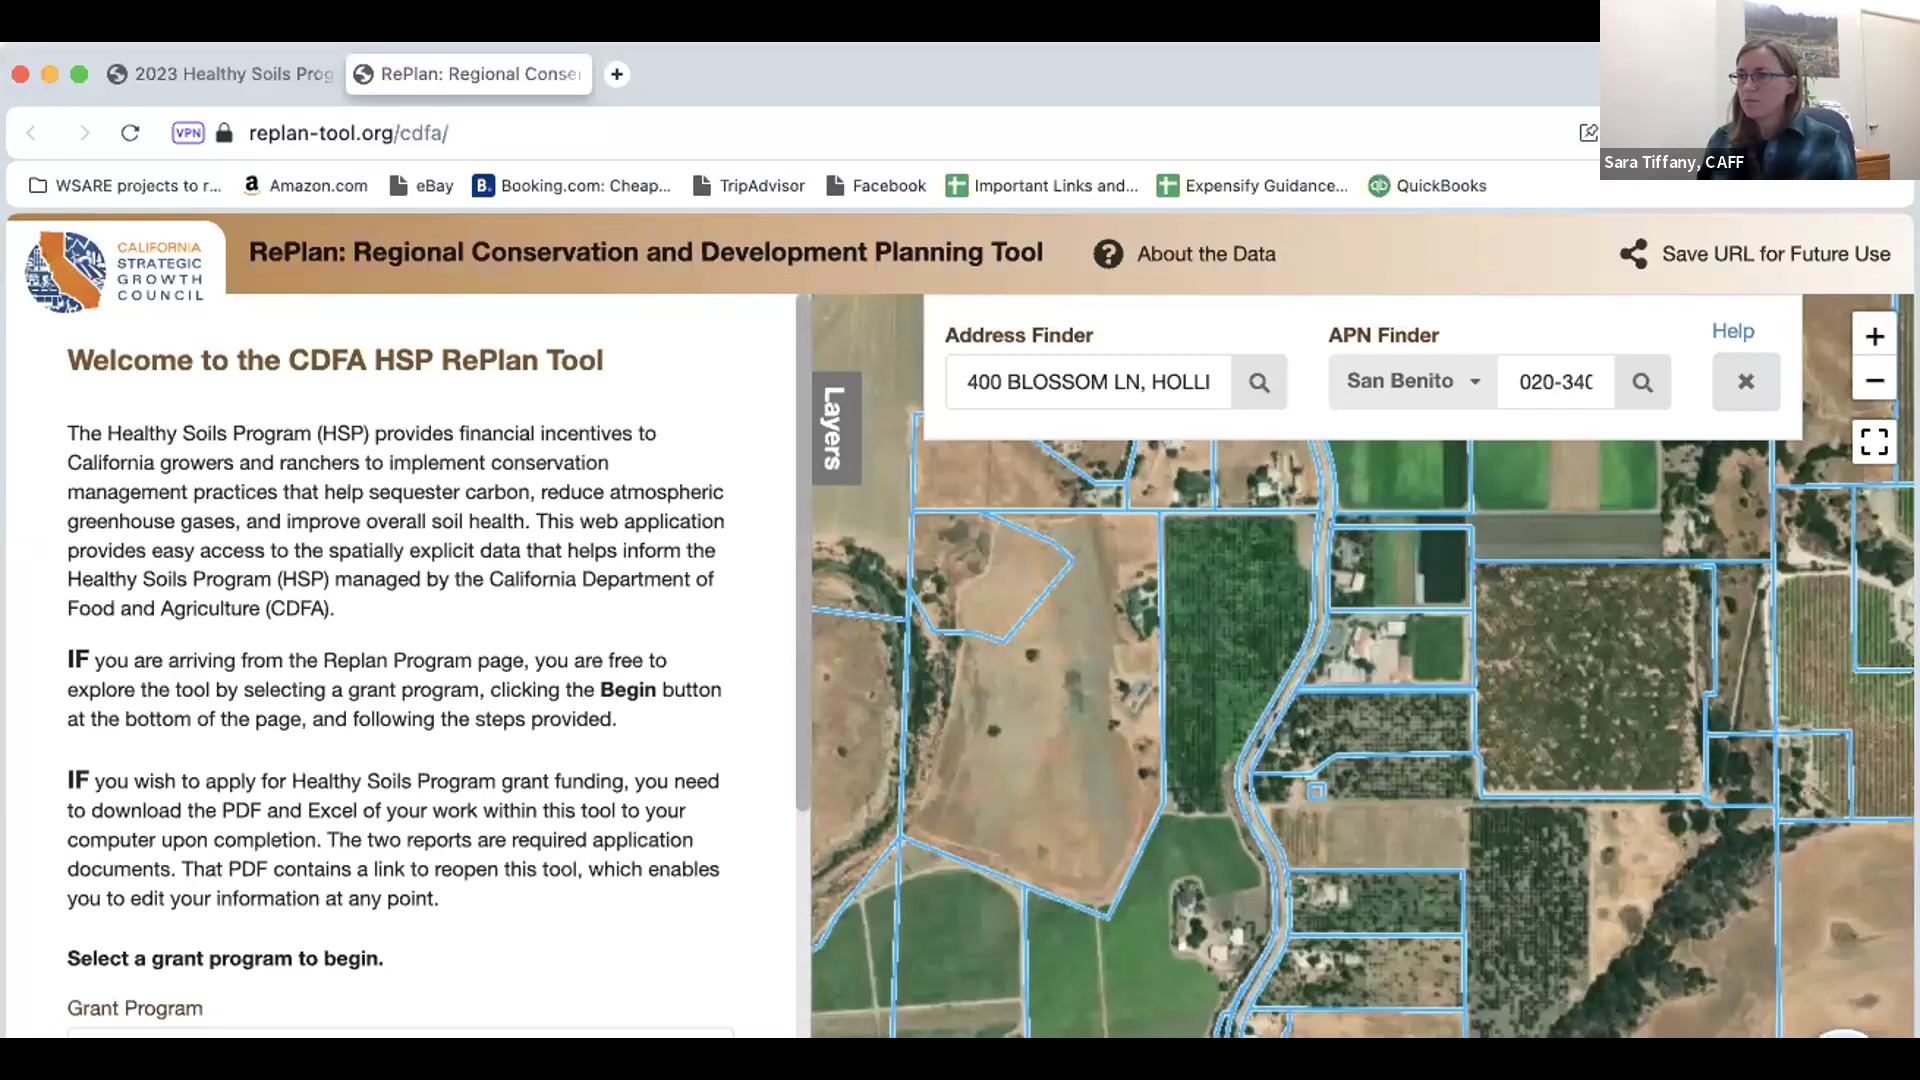 2023 Healthy Soils Prog
RePlan: Regional Conser
VPN
replan-tool.org/cdfa/
WSARE projects to r...
Amazon.com
eBay
B.
Booking.com: Cheap...
TripAdvisor
Facebook
Important Links and...
Expensify Guidance...
qb
QuickBooks
Sara Tiffany, CAFF
CALIFORNIA
STRATEGIC
GROWTH
COUNCIL
RePlan: Regional Conservation and Development Planning Tool
About the Data
Save URL for Future Use
Welcome to the CDFA HSP RePlan Tool
The Healthy Soils Program (HSP) provides financial incentives to
California growers and ranchers to implement conservation
management practices that help sequester carbon, reduce atmospheric
greenhouse gases, and improve overall soil health. This web application
provides easy access to the spatially explicit data that helps inform the
Healthy Soils Program (HSP) managed by the California Department of
Food and Agriculture (CDFA).
IF you are arriving from the Replan Program page, you are free to
explore the tool by selecting a grant program, clicking the Begin button
at the bottom of the page, and following the steps provided.
IF you wish to apply for Healthy Soils Program grant funding, you need
to download the PDF and Excel of your work within this tool to your
computer upon completion. The two reports are required application
documents. That PDF contains a link to reopen this tool, which enables
you to edit your information at any point.
Select a grant program to begin.
Grant Program
Layers
Address Finder
400 BLOSSOM LN, HOLLI
APN Finder
San Benito
020-340
Help